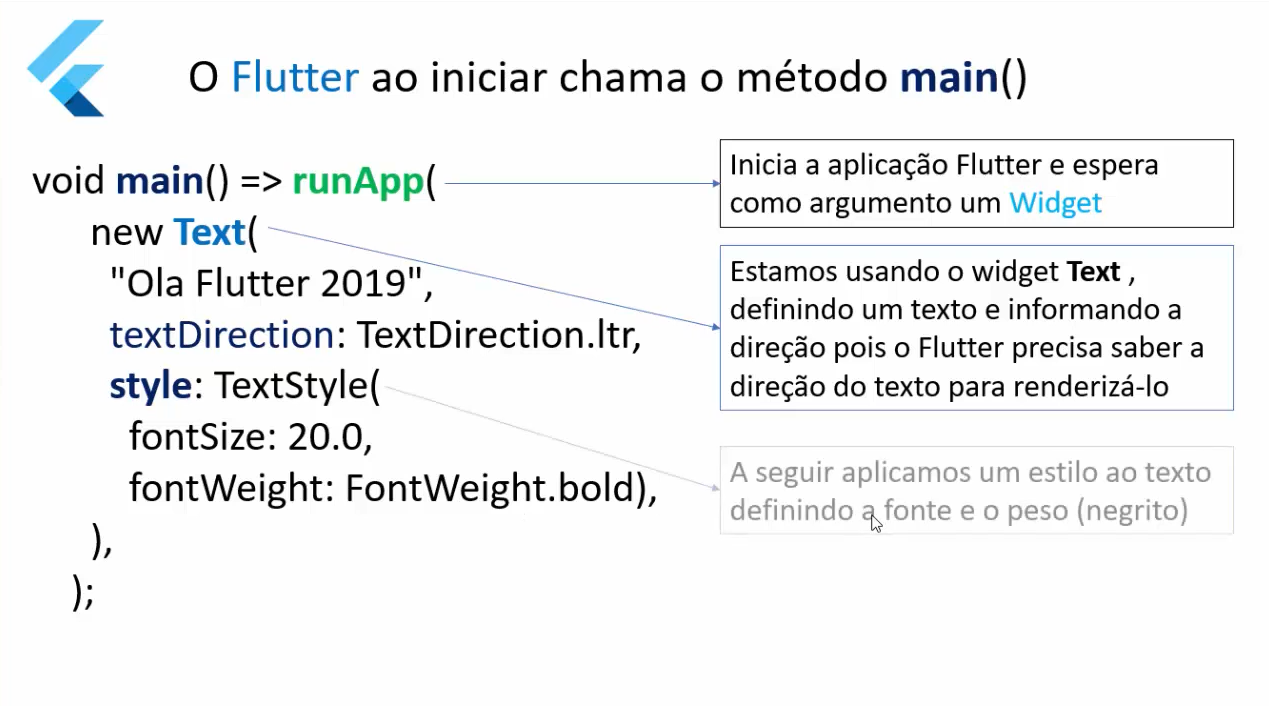 O Flutter ao iniciar chama o método main()
void main() => runApp(
new Text(
"Ola Flutter 2019",
textDirection: TextDirection.ltr,
style: TextStyle(
fontSize: 20.0,
fontWeight: FontWeight.bold),
),
);
Inicia a aplicação Flutter e espera
como argumento um Widget
Estamos usando o widget Text ,
definindo um texto e informando a
direção pois o Flutter precisa saber a
direção do texto para renderizá-lo
A seguir aplicamos um estilo ao texto
definindo a fonte e o peso (negrito)